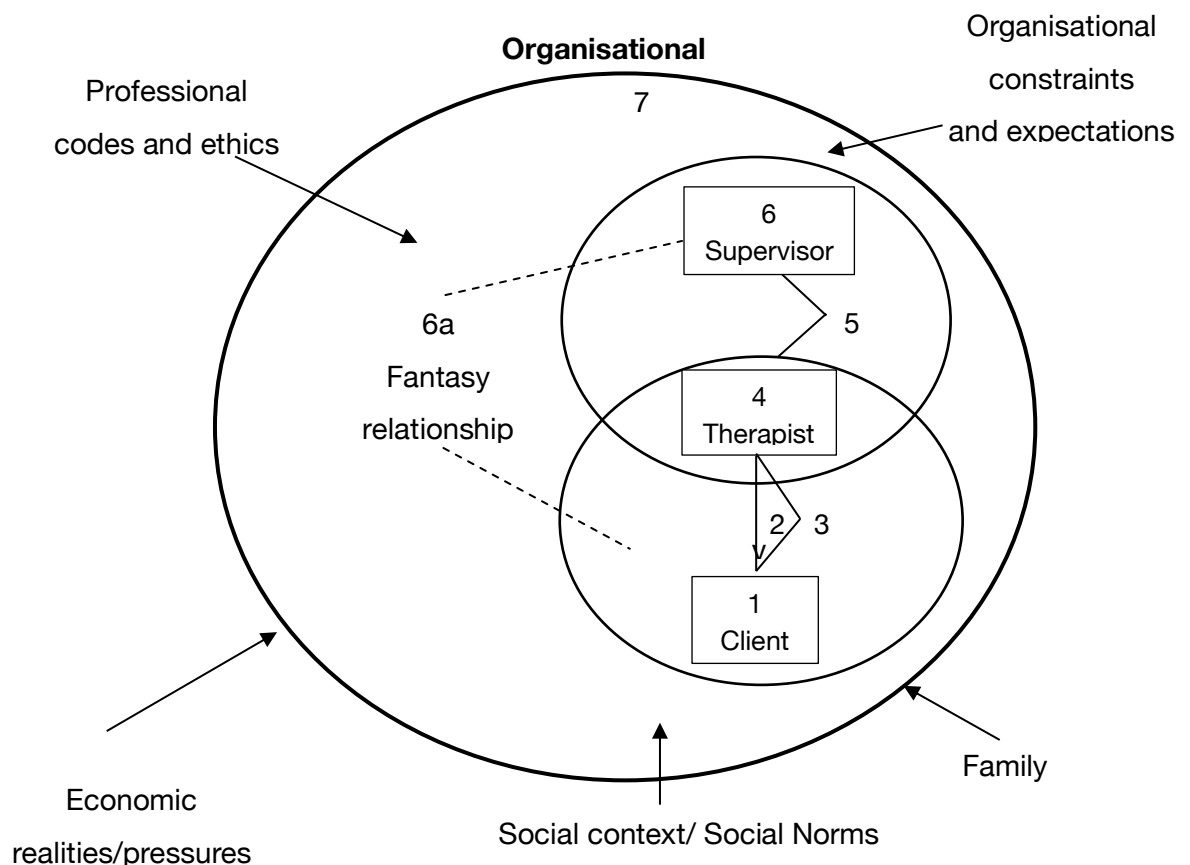 Organisational
Organisational
constraints
and expectations
Professional
codes and ethics
7
6
Supervisor
5
6a
Fantasy
relationship
4
Therapist
2
3
v
1
Client
Family
Economic
realities/pressures
Social context/ Social Norms